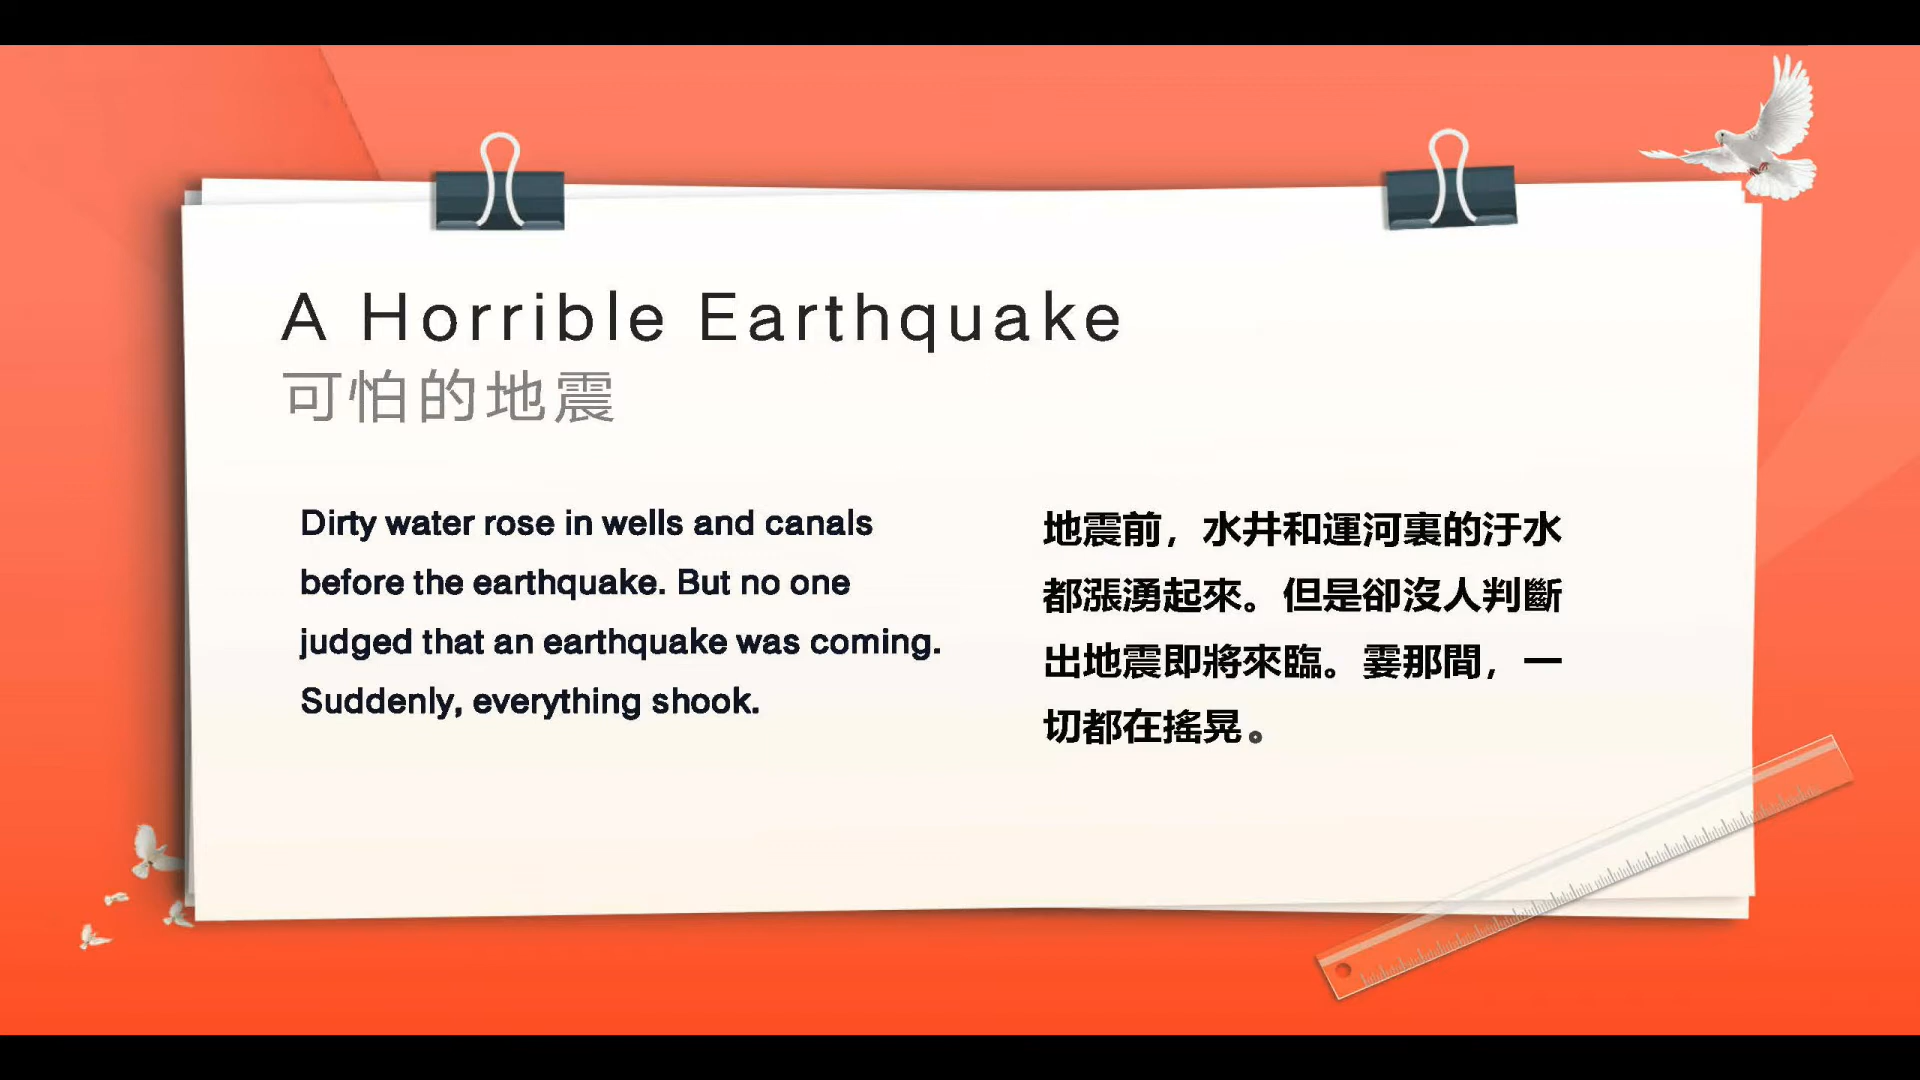 A Horrible Earthquake
可怕的地震
Dirty water rose in wells and canals
before the earthquake. But no one
judged that an earthquake was coming.
Suddenly, everything shook.
地震前，水井和運河裏的汙水
都漲湧起來。但是卻沒人判斷
出地震即將來臨。霎那間，一
切都在搖晃。